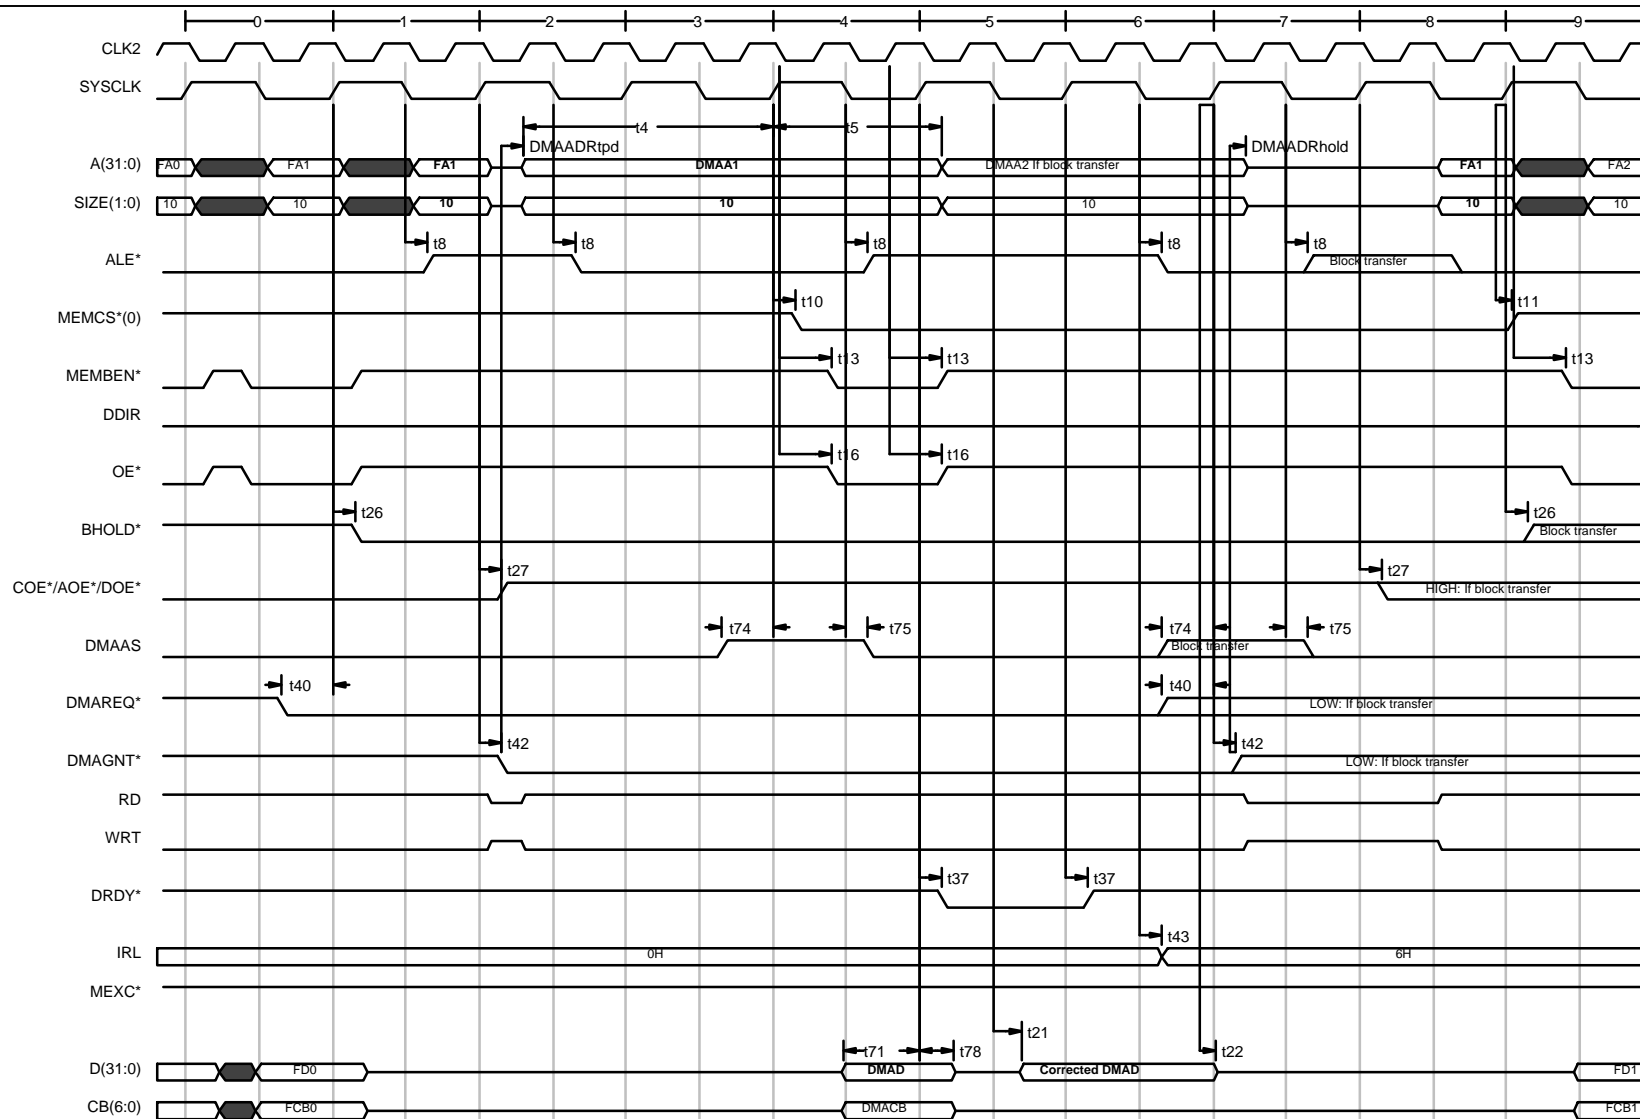 0 1 2 3 4 5 6 7 8 9
CLK2
SYSCLK
t4 t5
DMAADRtpd DMAADRhold
A(31:0) FA0 FA1 FA1 DMAA1 DMAA2 If block transfer FA1 FA2
SIZE(1:0) 10 10 10 10 10 10 10
t8 t8 t8 t8 t8
ALE* Block transfer
t10 t11
MEMCS*(0)
t13 t13 t13
MEMBEN*
DDIR
t16 t16
OE*
t26 t26
BHOLD* Block transfer
t27 t27
COE*/AOE*/DOE* HIGH: If block transfer
t74 t75 t74 t75
DMAAS Block transfer
t40 t40
DMAREQ* LOW: If block transfer
t42 t42
DMAGNT* LOW: If block transfer
RD
WRT
t37 t37
DRDY*
t43
IRL 0H 6H
MEXC*
t21
t71 t78 t22
D(31:0) FD0 DMAD Corrected DMAD FD1
CB(6:0) FCB0 DMACB FCB1